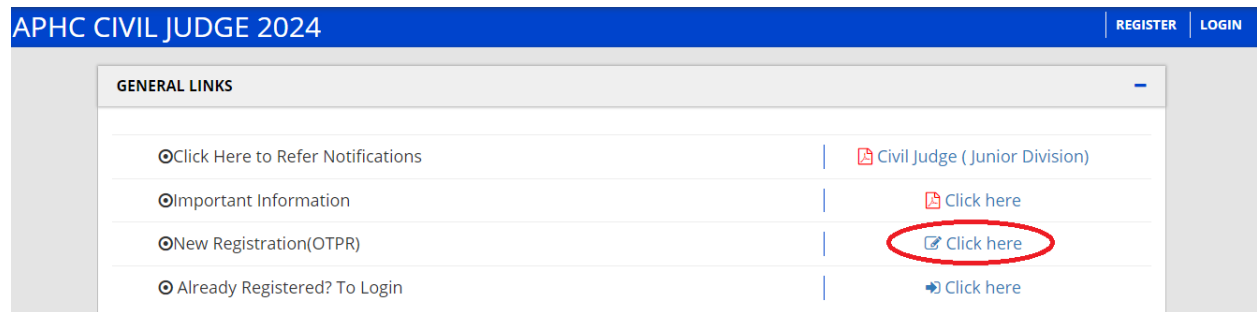 APHC CIVIL JUDGE 2024 REGISTER LOGIN
GENERAL LINKS
Click Here to Refer Notifications Civil Judge ( Junior Division)
Important Information Click here
New Registration(OTPR) Click here
Already Registered? To Login Click here